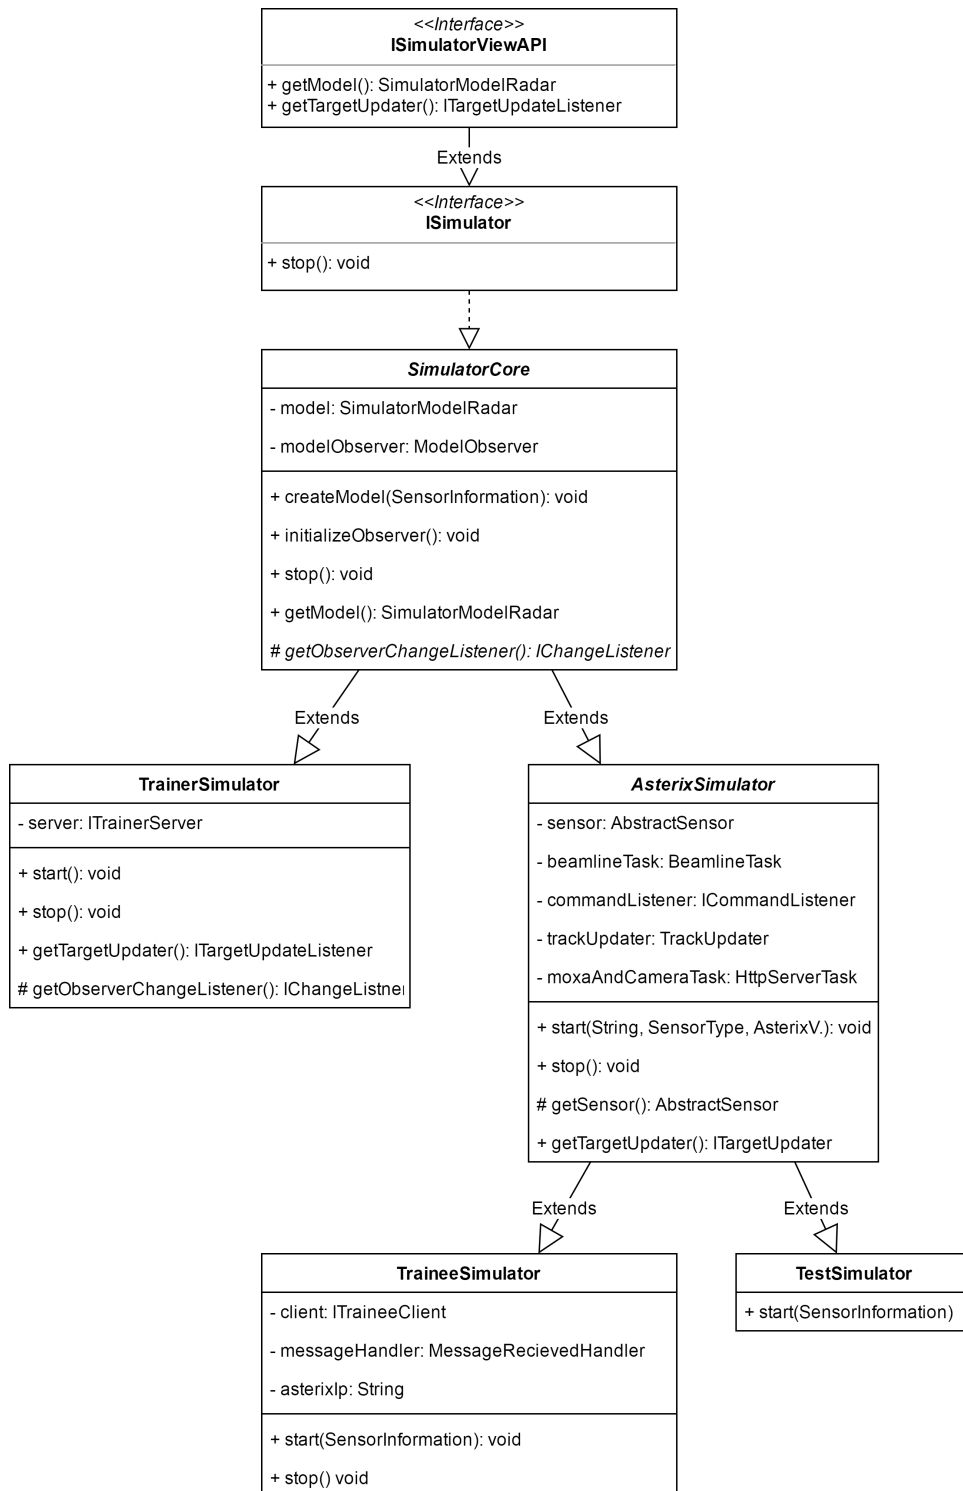 <<Interface>>
ISimulatorViewAPI
+ getModel(): SimulatorModelRadar
+ getTargetUpdater(): ITargetUpdateListener
Extends
<<Interface>>
ISimulator
+ stop(): void
SimulatorCore
- model: SimulatorModelRadar
- modelObserver: ModelObserver
+ createModel(SensorInformation): void
+ initializeObserver(): void
+ stop(): void
+ getModel(): SimulatorModelRadar
# getObserverChangeListener(): IChangeListener
Extends
Extends
TrainerSimulator
- server: ITrainerServer
+ start(): void
+ stop(): void
+ getTargetUpdater(): ITargetUpdateListener
# getObserverChangeListener(): IChangeListner
AsterixSimulator
- sensor: AbstractSensor
- beamlineTask: BeamlineTask
- commandListener: ICommandListener
- trackUpdater: TrackUpdater
- moxaAndCameraTask: HttpServerTask
+ start(String, SensorType, AsterixV.): void
+ stop(): void
# getSensor(): AbstractSensor
+ getTargetUpdater(): ITargetUpdater
Extends
Extends
TraineeSimulator
- client: ITraineeClient
- messageHandler: MessageRecievedHandler
- asterixIp: String
+ start(SensorInformation): void
+ stop() void
TestSimulator
+ start(SensorInformation)